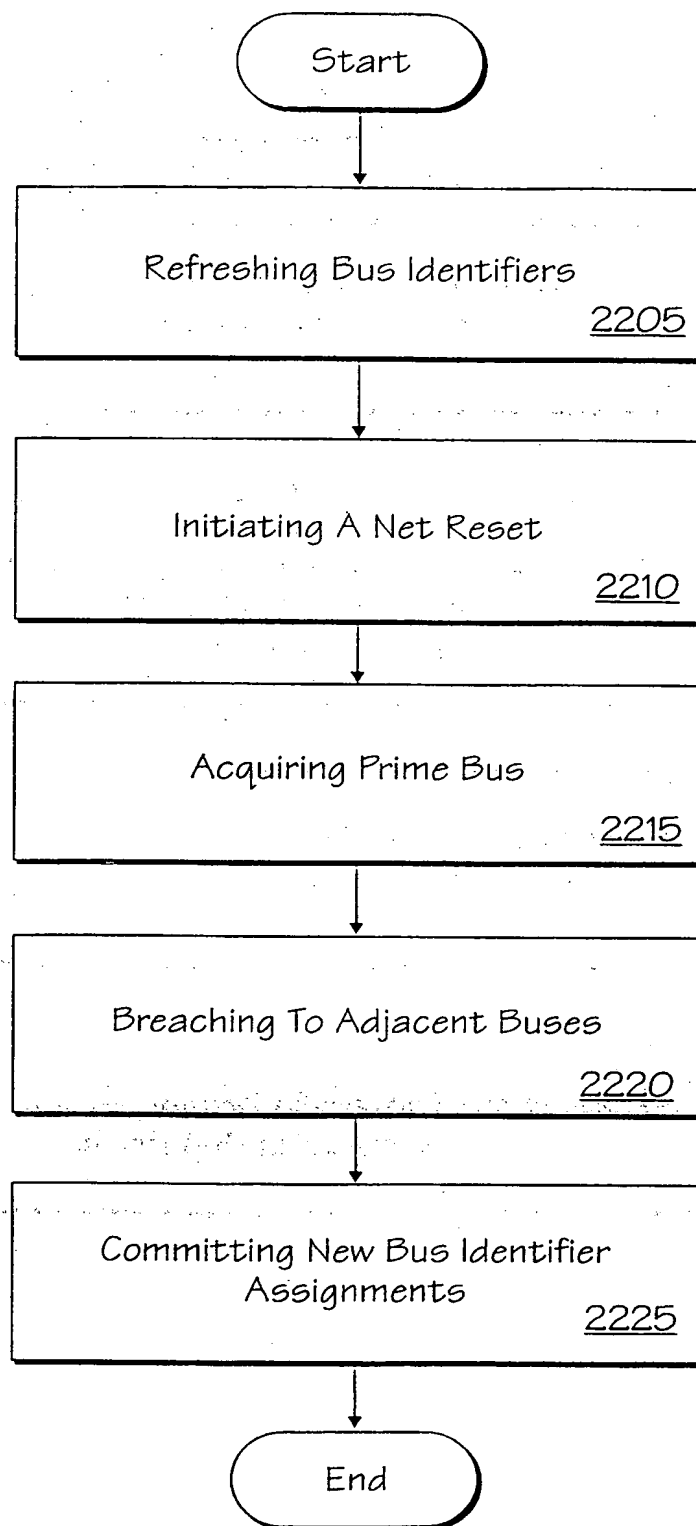 Start
Refreshing Bus Identifiers
2205
Initiating A Net Reset
2210
Acquiring Prime Bus
2215
Breaching To Adjacent Buses
2220
Committing New Bus Identifier
Assignments
2225
End